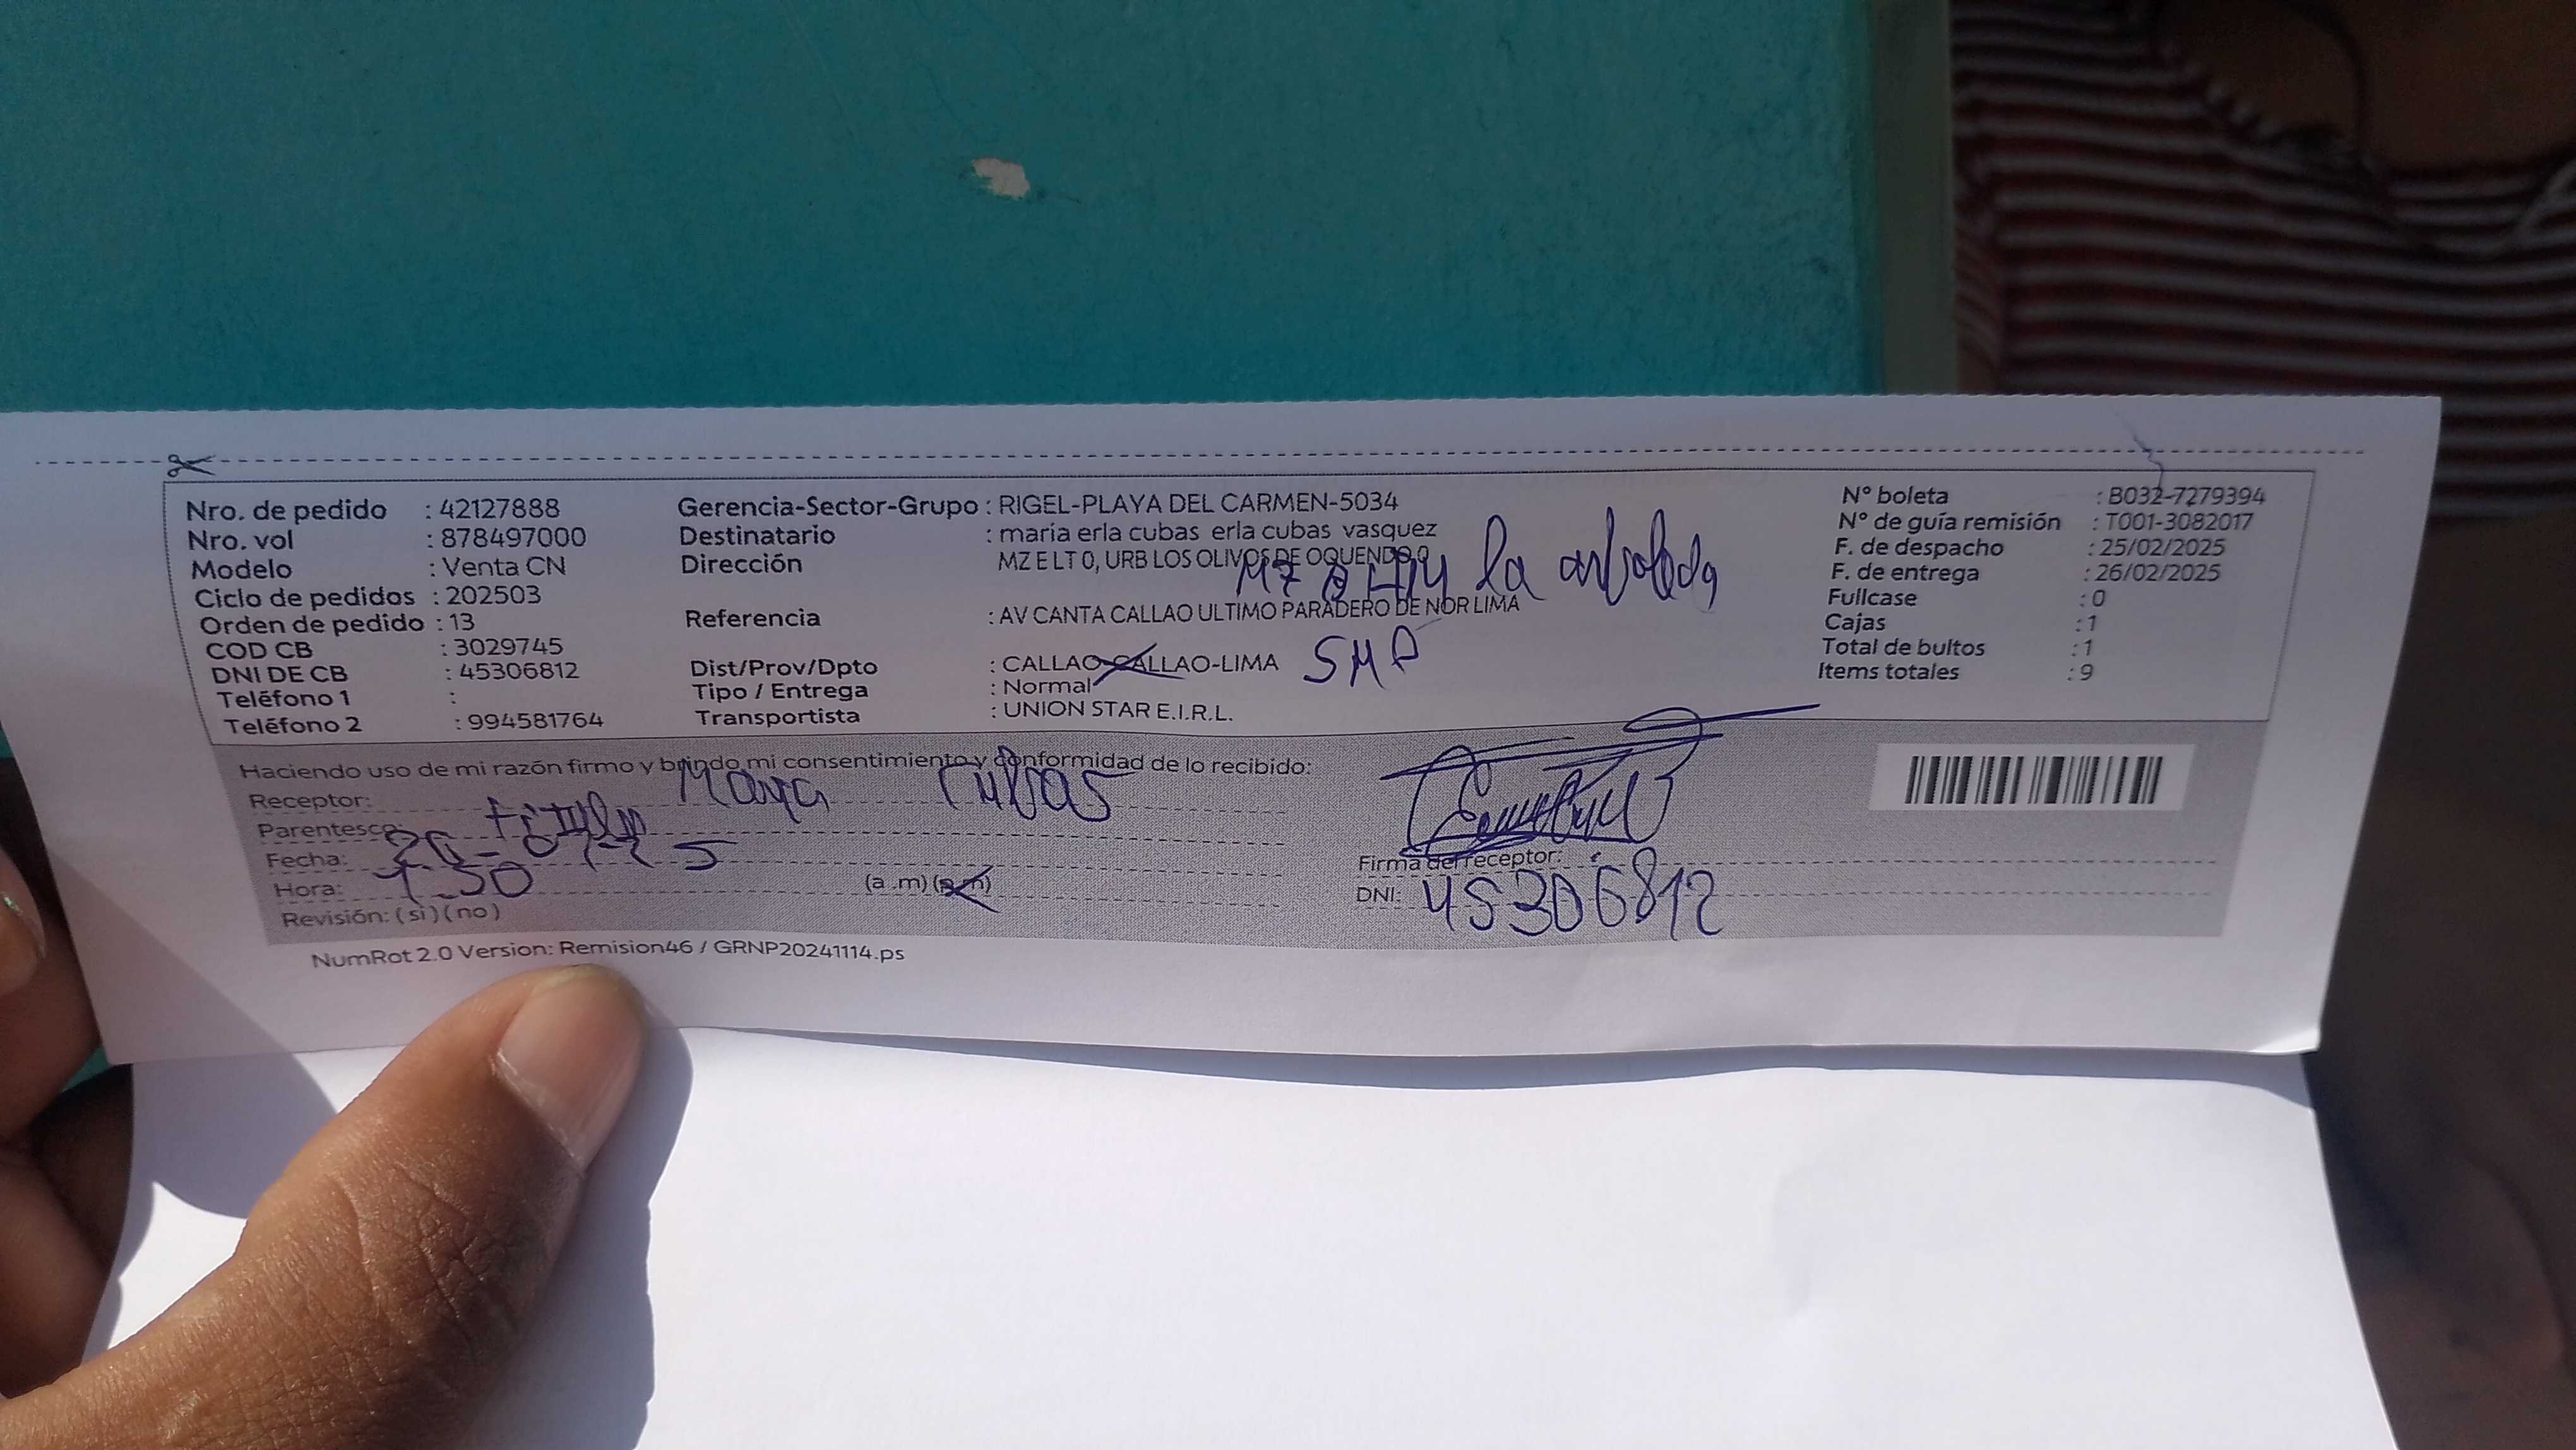 Nro. de pedido : 42127888
Nro. vol : 878497000
Modelo : Venta CN
Ciclo de pedidos : 202503
Orden de pedido : 13
COD CB : 3029745
DNI DE CB : 45306812
Teléfono 1 :
Teléfono 2 : 994581764
Gerencia-Sector-Grupo : RIGEL-PLAYA DEL CARMEN-5034
Destinatario : maria erla cubas erla cubas vasquez
Dirección MZ E LT 0, URB LOS OLIVOS DE OQUENDO 0
la arboleda
Referencia : AV CANTA CALLAO ULTIMO PARADERO DE NOR LIMA
Dist/Prov/Dpto : CALLAO-CALLAO-LIMA SMP
Tipo / Entrega : Normal
Transportista : UNION STAR E.I.R.L.
N° boleta : B032-7279394
N° de guía remisión : T001-3082017
F. de despacho : 25/02/2025
F. de entrega : 26/02/2025
Fullcase : 0
Cajas : 1
Total de bultos : 1
Items totales : 9
Haciendo uso de mi razón firmo y brindo mi consentimiento y conformidad de lo recibido:
Receptor: Cubas
Parentesco:
Fecha:
Hora: (a .m) (p.m)
Revisión: ( si ) ( no )
Firma del receptor:
DNI: 45306812
NumRot 2.0 Version: Remision46 / GRNP20241114.ps